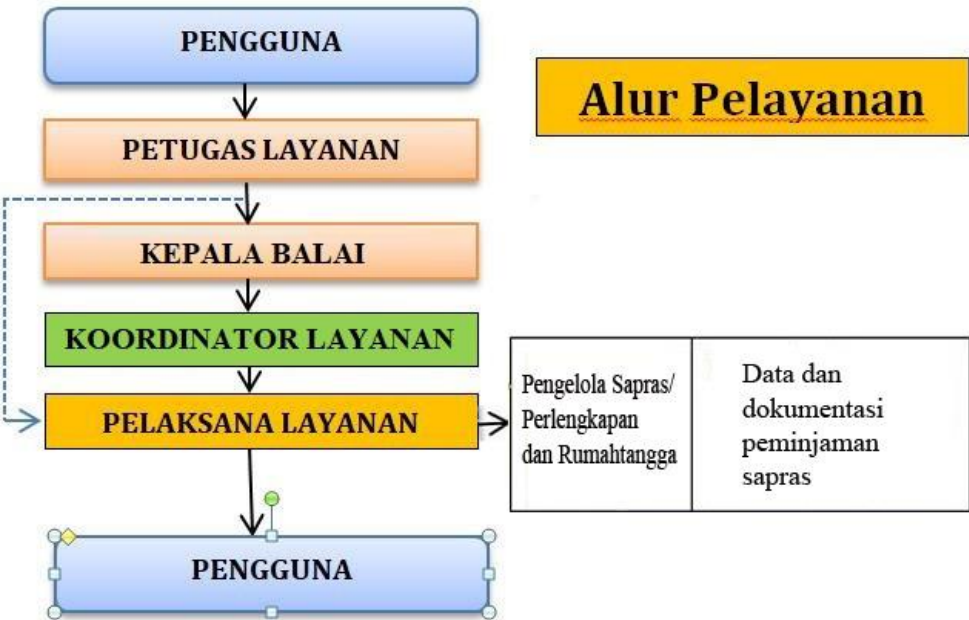 PENGGUNA
Alur Pelayanan
PETUGAS LAYANAN
KEPALA BALAI
KOORDINATOR LAYANAN
PELAKSANA LAYANAN
Pengelola Sapras/
Perlengkapan
dan Rumahtangga
Data dan
dokumentasi
peminjaman
sapras
PENGGUNA